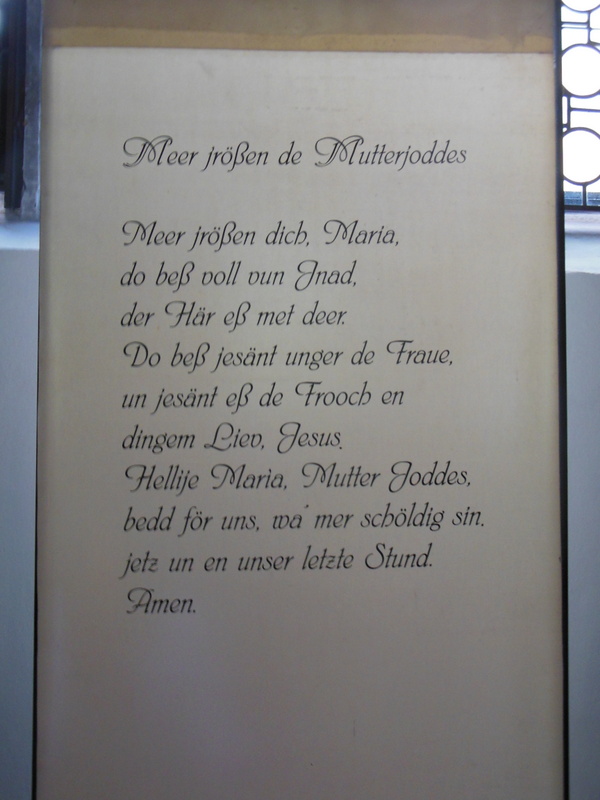 Meer jrößen de Mutterjoddes
Meer jrößen dich, Maria,
do beß voll vun Jnad,
der Här eß met deer.
Do beß jesänt unger de Fraue,
un jesänt eß de Frooch en
dingem Liev, Jesus.
Hellije Maria, Mutter Joddes,
bedd för uns, wa' mer schöldig sin.
jetz un en unser letzte Stund.
Amen.